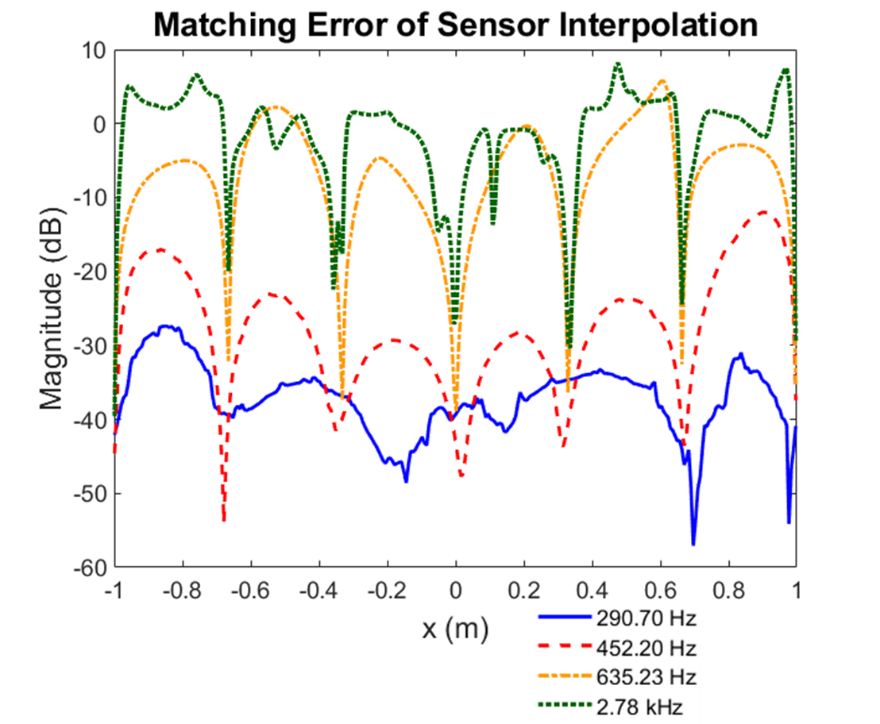 Matching Error of Sensor Interpolation
10
0
-10
-20
-30
-40
-50
-60
Magnitude (dB)
-1 -0.8 -0.6 -0.4 -0.2 0 0.2 0.4 0.6 0.8 1
x (m)
290.70 Hz
452.20 Hz
635.23 Hz
2.78 kHz